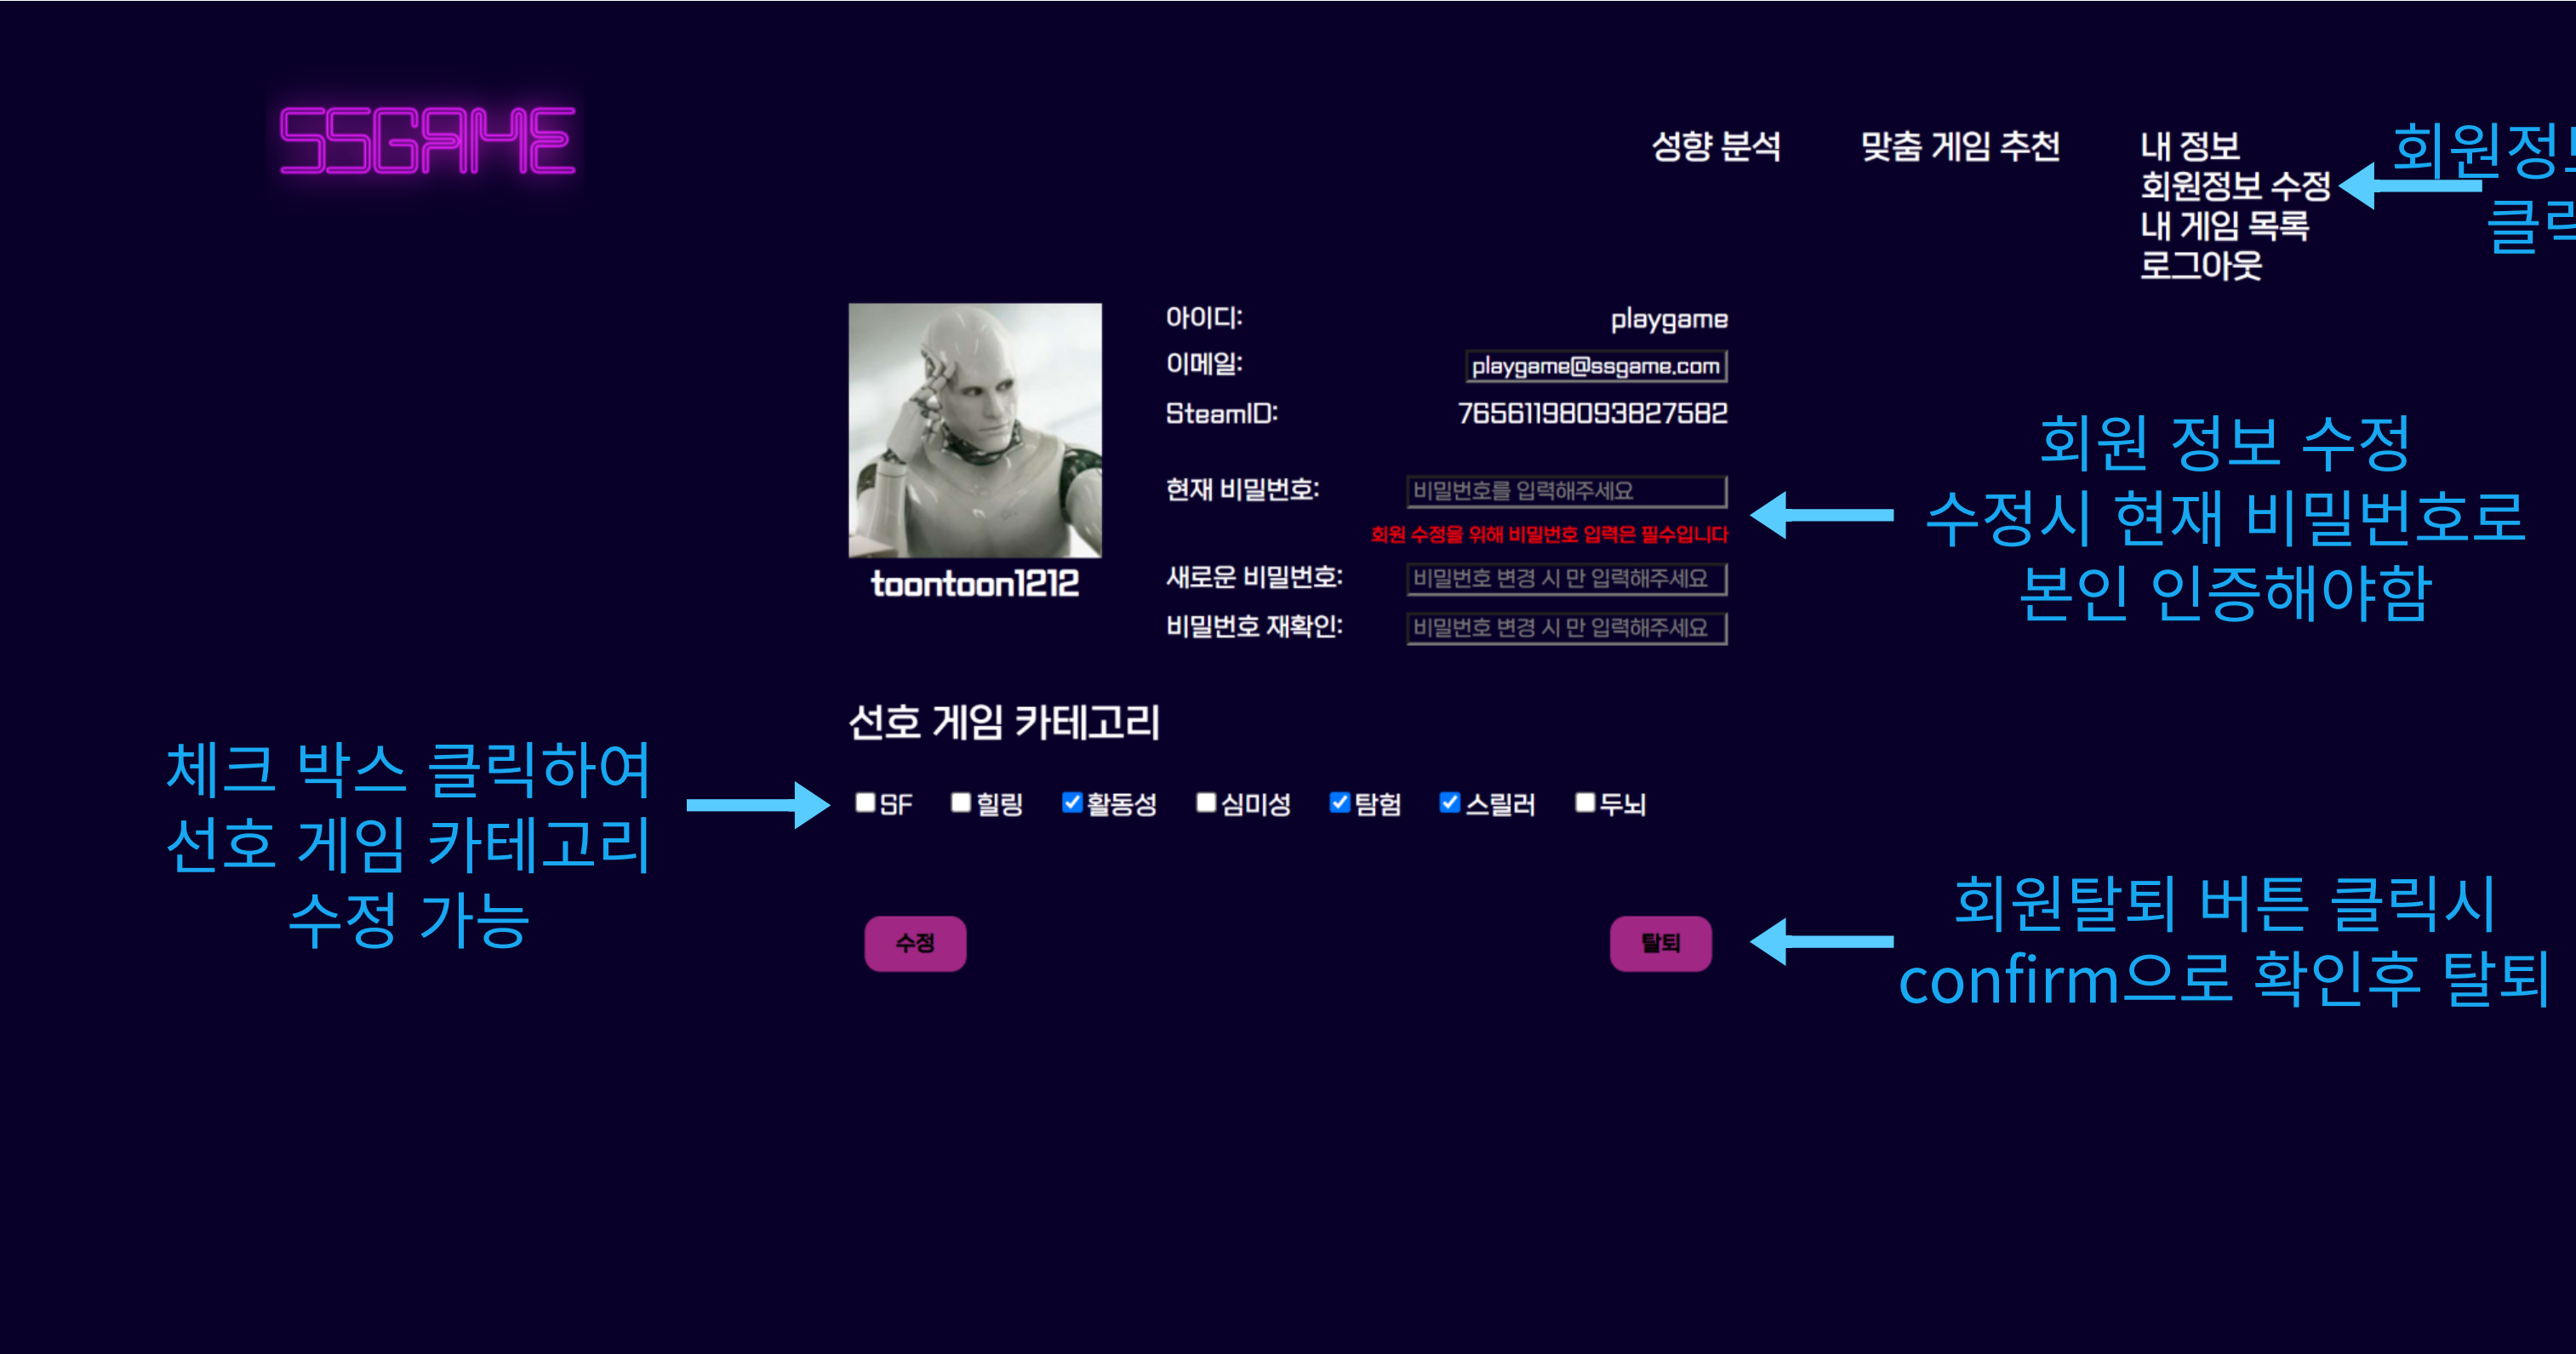 SSGAME
성향 분석
맞춤 게임 추천
내 정보
회원정보 수정
내 게임 목록
로그아웃
아이디:
playgame
이메일:
playgame@ssgame.com
SteamID:
76561198093827582
현재 비밀번호:
비밀번호를 입력해주세요
회원 수정을 위해 비밀번호 입력은 필수입니다
toontoon1212
새로운 비밀번호:
비밀번호 변경 시 만 입력해주세요
비밀번호 재확인:
비밀번호 변경 시 만 입력해주세요
회원 정보 수정
수정시 현재 비밀번호로
본인 인증해야함
선호 게임 카테고리
체크 박스 클릭하여
선호 게임 카테고리
수정 가능
SF
힐링
활동성
심미성
탐험
스릴러
두뇌
수정
탈퇴
회원탈퇴 버튼 클릭시
confirm으로 확인후 탈퇴